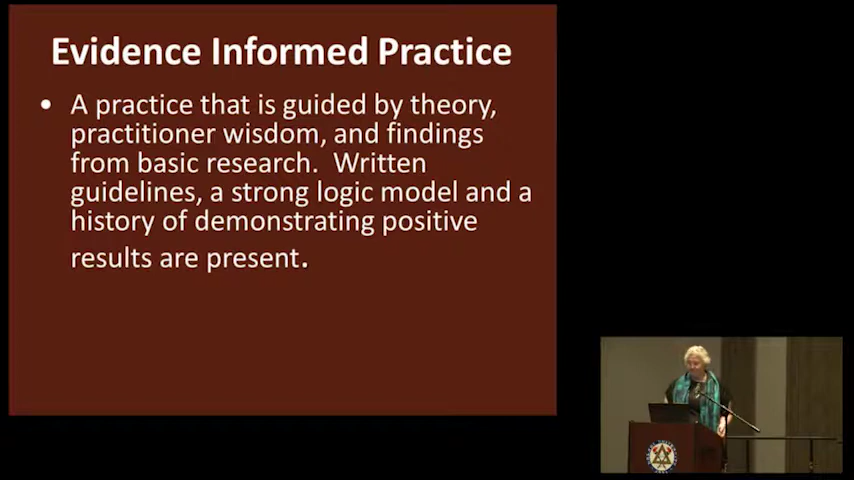 Evidence Informed Practice
• A practice that is guided by theory,
practitioner wisdom, and findings
from basic research.  Written
guidelines, a strong logic model and a
history of demonstrating positive
results are present.